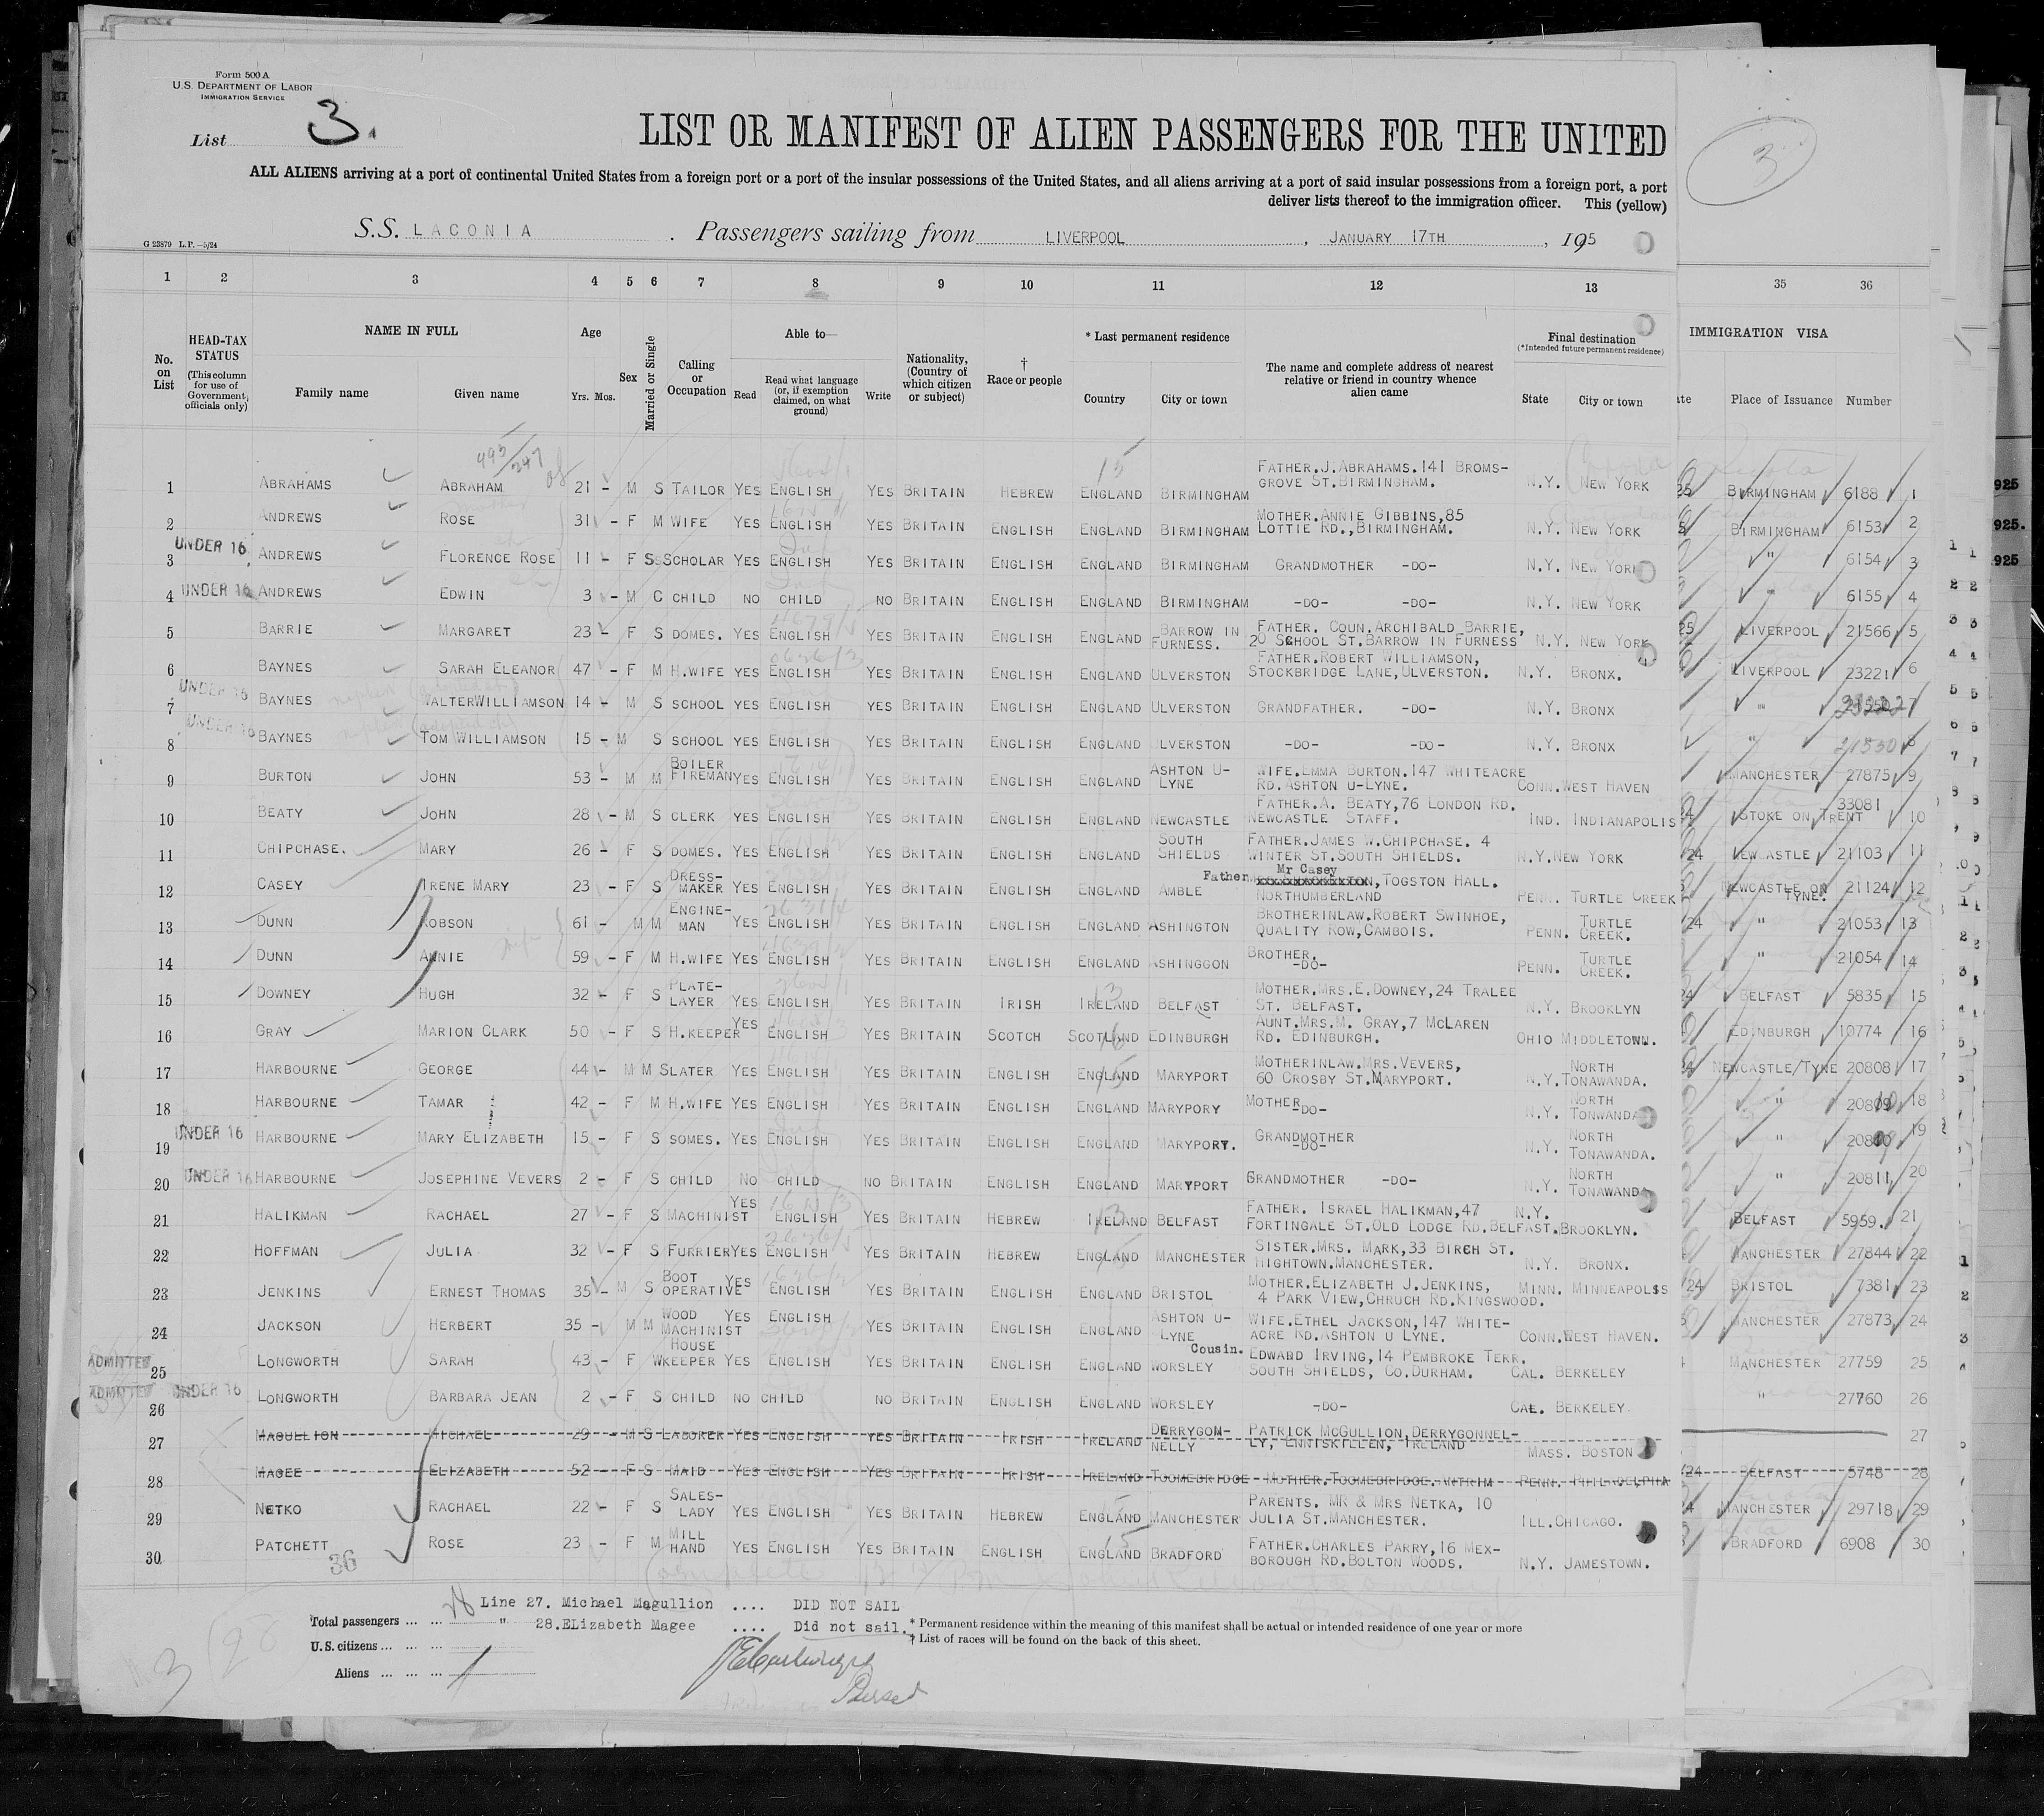 Form 500 A
U.S. DEPARTMENT OF LABOR
IMMIGRATION SERVICE
List 3.
LIST OR MANIFEST OF ALIEN PASSENGERS FOR THE UNITED
3
ALL ALIENS arriving at a port of continental United States from a foreign port or a port of the insular possessions of the United States, and all aliens arriving at a port of said insular possessions from a foreign port, a port
deliver lists thereof to the immigration officer. This (yellow)
G 23879 L.P.—5/24
S.S. LACONIA. Passengers sailing from LIVERPOOL, JANUARY 17TH, 195
1 2 3 4 5 6 7 8 9 10 11 12 13 35 36
No. on List
HEAD-TAX STATUS (This column for use of Government officials only)
NAME IN FULL
Family name Given name
Age Yrs. Mos.
Sex
Married or Single
Calling or Occupation
Able to— Read Read what language (or, if exemption claimed, on what ground) Write
Nationality, (Country of which citizen or subject)
† Race or people
* Last permanent residence
Country City or town
The name and complete address of nearest relative or friend in country whence alien came
Final destination (*Intended future permanent residence)
State City or town
IMMIGRATION VISA
Place of Issuance Number
495/347
1 ABRAHAMS ABRAHAM 21 – M S TAILOR YES ENGLISH YES BRITAIN HEBREW ENGLAND BIRMINGHAM FATHER.J.ABRAHAMS.141 BROMS-GROVE ST.BIRMINGHAM. N.Y. NEW YORK 25 BIRMINGHAM 6188 1
2 ANDREWS ROSE 31 – F M WIFE YES ENGLISH YES BRITAIN ENGLISH ENGLAND BIRMINGHAM MOTHER.ANNIE GIBBINS,85 LOTTIE RD.,BIRMINGHAM. N.Y. NEW YORK 5 BIRMINGHAM 6153 2
3 UNDER 16 ANDREWS FLORENCE ROSE 11 – F S SCHOLAR YES ENGLISH YES BRITAIN ENGLISH ENGLAND BIRMINGHAM GRANDMOTHER -DO- N.Y. NEW YORK " 6154 3
4 UNDER 16 ANDREWS EDWIN 3 – M C CHILD NO CHILD NO BRITAIN ENGLISH ENGLAND BIRMINGHAM -DO- -DO- N.Y. NEW YORK " 6155 4
5 BARRIE MARGARET 23 – F S DOMES. YES ENGLISH YES BRITAIN ENGLISH ENGLAND BARROW IN FURNESS. FATHER. COUN.ARCHIBALD BARRIE, 20 SCHOOL ST.BARROW IN FURNESS N.Y. NEW YORK 25 LIVERPOOL 21566 5
6 BAYNES SARAH ELEANOR 47 – F M H.WIFE YES ENGLISH YES BRITAIN ENGLISH ENGLAND ULVERSTON FATHER.ROBERT WILLIAMSON, STOCKBRIDGE LANE,ULVERSTON. N.Y. BRONX. LIVERPOOL 23221 6
7 UNDER 16 BAYNES WALTERWILLIAMSON 14 – M S SCHOOL YES ENGLISH YES BRITAIN ENGLISH ENGLAND ULVERSTON GRANDFATHER. -DO- N.Y. BRONX " 7
8 UNDER 16 BAYNES (adopted ch) TOM WILLIAMSON 15 – M S SCHOOL YES ENGLISH YES BRITAIN ENGLISH ENGLAND ULVERSTON -DO- -DO- N.Y. BRONX " 21530 8
9 BURTON JOHN 53 – M M BOILER FIREMAN YES ENGLISH YES BRITAIN ENGLISH ENGLAND ASHTON U-LYNE WIFE.EMMA BURTON.147 WHITEACRE RD.ASHTON U-LYNE. CONN.WEST HAVEN MANCHESTER 27875 9
10 BEATY JOHN 28 – M S CLERK YES ENGLISH YES BRITAIN ENGLISH ENGLAND NEWCASTLE FATHER.A. BEATY,76 LONDON RD. NEWCASTLE STAFF. IND. INDIANAPOLIS 24 STOKE ON TRENT 33081 10
11 CHIPCHASE. MARY 26 – F S DOMES. YES ENGLISH YES BRITAIN ENGLISH ENGLAND SOUTH SHIELDS FATHER.JAMES W.CHIPCHASE. 4 WINTER ST.SOUTH SHIELDS. N.Y.NEW YORK 24 NEWCASTLE 21103 11
12 CASEY IRENE MARY 23 – F S DRESS-MAKER YES ENGLISH YES BRITAIN ENGLISH ENGLAND AMBLE Father Mr Casey ,TOGSTON HALL. NORTHUMBERLAND PENN. TURTLE CREEK NEWCASTLE ON TYNE. 21124 12
13 DUNN ROBSON 61 – M M ENGINE-MAN YES ENGLISH YES BRITAIN ENGLISH ENGLAND ASHINGTON BROTHERINLAW.ROBERT SWINHOE, QUALITY ROW,CAMBOIS. PENN. TURTLE CREEK. 24 " 21053 13
14 DUNN ANNIE wife 59 – F M H.WIFE YES ENGLISH YES BRITAIN ENGLISH ENGLAND ASHINGGON BROTHER. -DO- PENN. TURTLE CREEK. " 21054 14
15 DOWNEY HUGH 32 – F S PLATE-LAYER YES ENGLISH YES BRITAIN IRISH IRELAND BELFAST MOTHER.MRS.E.DOWNEY,24 TRALEE ST. BELFAST. N.Y. BROOKLYN 24 BELFAST 5835 15
16 GRAY MARION CLARK 50 – F S H.KEEPER YES ENGLISH YES BRITAIN SCOTCH SCOTLAND EDINBURGH AUNT.MRS.M. GRAY,7 MCLAREN RD. EDINBURGH. OHIO MIDDLETOWN. EDINBURGH 10774 16
17 HARBOURNE GEORGE 44 – M M SLATER YES ENGLISH YES BRITAIN ENGLISH ENGLAND MARYPORT MOTHERINLAW.MRS.VEVERS, 60 CROSBY ST.MARYPORT. N.Y. NORTH TONAWANDA. 24 NEWCASTLE/TYNE 20808 17
18 HARBOURNE TAMAR 42 – F M H.WIFE YES ENGLISH YES BRITAIN ENGLISH ENGLAND MARYPORY MOTHER -DO- N.Y. NORTH TONWANDA " 18
19 UNDER 16 HARBOURNE MARY ELIZABETH 15 – F S SOMES. YES ENGLISH YES BRITAIN ENGLISH ENGLAND MARYPORT. GRANDMOTHER -DO- N.Y. NORTH TONAWANDA. " 19
20 UNDER 16 HARBOURNE JOSEPHINE VEVERS 2 – F S CHILD NO CHILD NO BRITAIN ENGLISH ENGLAND MARYPORT GRANDMOTHER -DO- N.Y. NORTH TONAWANDA " 20811 20
21 HALIKMAN RACHAEL 27 – F S MACHINIST YES ENGLISH YES BRITAIN HEBREW IRELAND BELFAST FATHER. ISRAEL HALIKMAN,47 FORTINGALE ST.OLD LODGE RD.BELFAST. N.Y. BROOKLYN. BELFAST 5959. 21
22 HOFFMAN JULIA 32 – F S FURRIER YES ENGLISH YES BRITAIN HEBREW ENGLAND MANCHESTER SISTER.MRS. MARK,33 BIRCH ST. HIGHTOWN.MANCHESTER. N.Y. BRONX. MANCHESTER 27844 22
23 JENKINS ERNEST THOMAS 35 – M S BOOT OPERATIVE YES ENGLISH YES BRITAIN ENGLISH ENGLAND BRISTOL MOTHER.ELIZABETH J.JENKINS, 4 PARK VIEW,CHRUCH RD.KINGSWOOD. MINN. MINNEAPOLSS 24 BRISTOL 7381 23
24 JACKSON HERBERT 35 – M M WOOD MACHINIST YES ENGLISH YES BRITAIN ENGLISH ENGLAND ASHTON U-LYNE WIFE.ETHEL JACKSON,147 WHITE-ACRE RD.ASHTON U LYNE. CONN.WEST HAVEN. MANCHESTER 27873 24
ADMITTED 25 LONGWORTH SARAH 43 – F W HOUSE KEEPER YES ENGLISH YES BRITAIN ENGLISH ENGLAND WORSLEY Cousin. EDWARD IRVING,14 PEMBROKE TERR. SOUTH SHIELDS, CO.DURHAM. CAL. BERKELEY MANCHESTER 27759 25
ADMITTED 26 UNDER 16 LONGWORTH BARBARA JEAN 2 – F S CHILD NO CHILD NO BRITAIN ENGLISH ENGLAND WORSLEY -DO- CAL. BERKELEY. " 27760 26
27 MAGULLION MICHAEL 29 – M S LABORER YES ENGLISH YES BRITAIN IRISH IRELAND DERRYGON-NELLY PATRICK MCGULLION,DERRYGONNEL-LY, ENNISKILLEN, IRELAND MASS. BOSTON 27
28 MAGEE ELIZABETH 52 – F S MAID YES ENGLISH YES BRITAIN IRISH IRELAND TOOMEBRIDGE MOTHER.TOOMEBRIDGE.ANTRIM PENN. PHILADELPHIA /24 BELFAST 5748 28
29 NETKO RACHAEL 22 – F S SALES-LADY YES ENGLISH YES BRITAIN HEBREW ENGLAND MANCHESTER PARENTS. MR & MRS NETKA, 10 JULIA ST.MANCHESTER. ILL.CHICAGO. 24 MANCHESTER 29718 29
30 PATCHETT ROSE 23 – F M MILL HAND YES ENGLISH YES BRITAIN ENGLISH ENGLAND BRADFORD FATHER.CHARLES PARRY,16 MEX-BOROUGH RD.BOLTON WOODS. N.Y. JAMESTOWN. BRADFORD 6908 30
36
Complete
Line 27. Michael Magullion .... DID NOT SAIL
Total passengers ... ... " 28.ELizabeth Magee .... Did not sail.
* Permanent residence within the meaning of this manifest shall be actual or intended residence of one year or more
† List of races will be found on the back of this sheet.
U.S. citizens ... ...
Aliens ... ... ...
Purser
3
925
925.
925